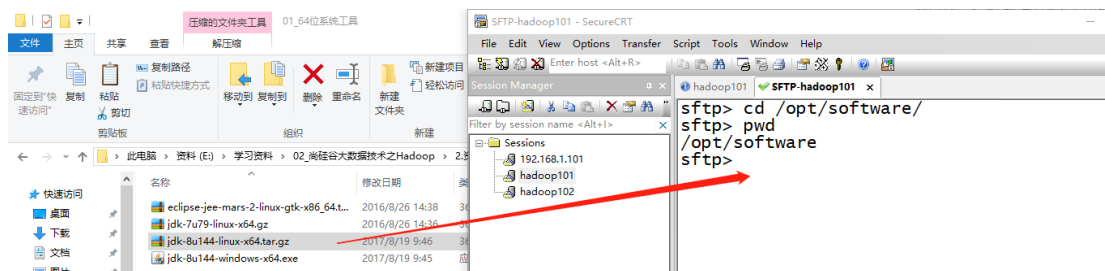 压缩的文件夹工具 01_64位系统工具
文件 主页 共享 查看 解压缩
固定到"快速访问"
复制
粘贴
复制路径
粘贴快捷方式
剪切
移动到 复制到 删除 重命名
新建文件夹
新建项目
轻松访问
剪贴板 组织 新建
此电脑 › 资料 (E:) › 学习资料 › 02_尚硅谷大数据技术之Hadoop ›
名称 修改日期
快速访问
桌面
下载
文档
eclipse-jee-mars-2-linux-gtk-x86_64.t... 2016/8/26 14:38
jdk-7u79-linux-x64.gz 2016/8/26 14:36
jdk-8u144-linux-x64.tar.gz 2017/8/19 9:46
jdk-8u144-windows-x64.exe 2017/8/19 9:45
SFTP-hadoop101 - SecureCRT
File Edit View Options Transfer Script Tools Window Help
Enter host <Alt+R>
Session Manager
Filter by session name <Alt+I>
Sessions
192.168.1.101
hadoop101
hadoop102
hadoop101 SFTP-hadoop101
sftp> cd /opt/software/
sftp> pwd
/opt/software
sftp>